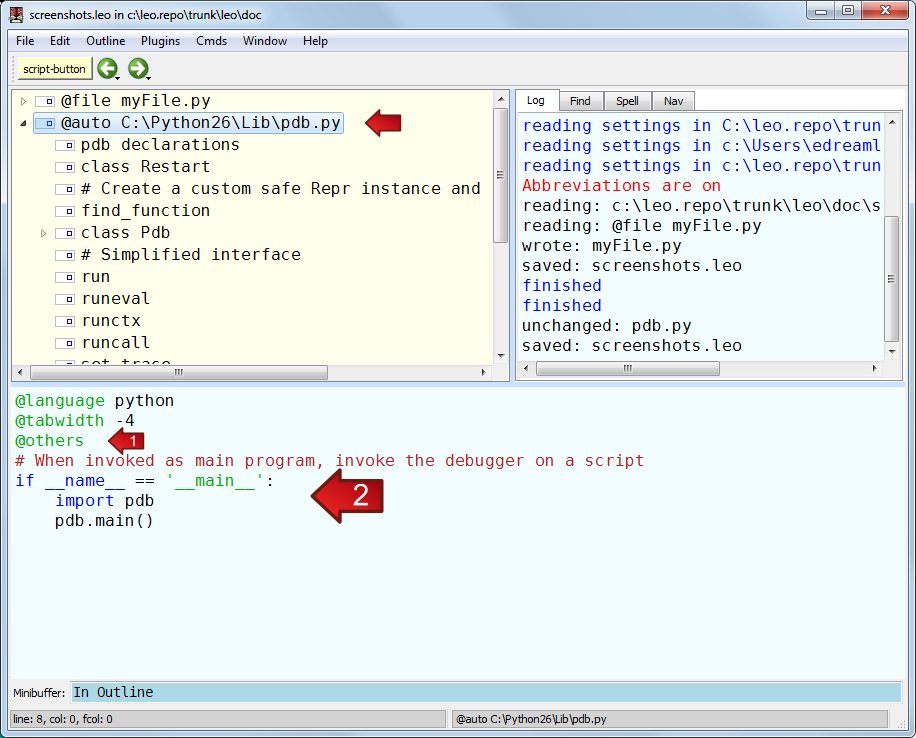 screenshots.leo in c:\leo.repo\trunk\leo\doc
File Edit Outline Plugins Cmds Window Help
script-button
@file myFile.py
@auto C:\Python26\Lib\pdb.py
pdb declarations
class Restart
# Create a custom safe Repr instance and
find_function
class Pdb
# Simplified interface
run
runeval
runctx
runcall
set_trace
Log Find Spell Nav
reading settings in C:\leo.repo\trun
reading settings in c:\Users\edreaml
reading settings in c:\leo.repo\trun
Abbreviations are on
reading: c:\leo.repo\trunk\leo\doc\s
reading: @file myFile.py
wrote: myFile.py
saved: screenshots.leo
finished
finished
unchanged: pdb.py
saved: screenshots.leo
@language python
@tabwidth -4
@others 1
# When invoked as main program, invoke the debugger on a script
if __name__ == '__main__':
import pdb 2
pdb.main()
Minibuffer: In Outline
line: 8, col: 0, fcol: 0 @auto C:\Python26\Lib\pdb.py